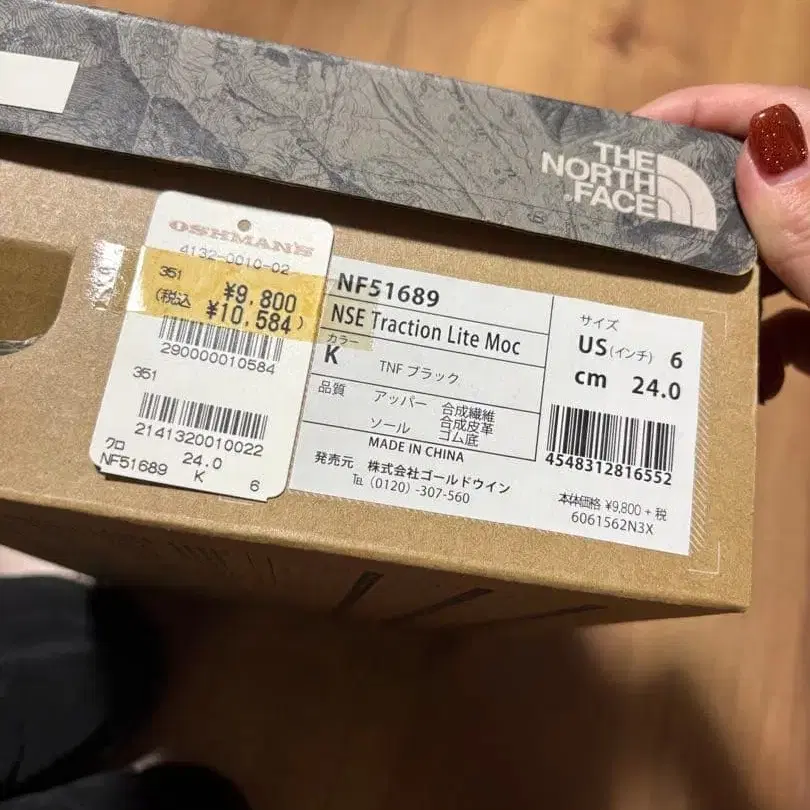 THE
NORTH
FACE
OSHMAN'S
4132-0010-02
351
¥9,800
(税込 ¥10,584)
290000010584
351
2141320010022
クロ 24.0
NF51689 K 6
NF51689
NSE Traction Lite Moc
カラー
K TNF ブラック
品質 アッパー 合成繊維
合成皮革
ソール ゴム底
MADE IN CHINA
発売元 株式会社ゴールドウイン
TEL (0120) -307-560
サイズ
US(インチ) 6
cm 24.0
4548312816552
本体価格 ¥9,800 + 税
6061562N3X